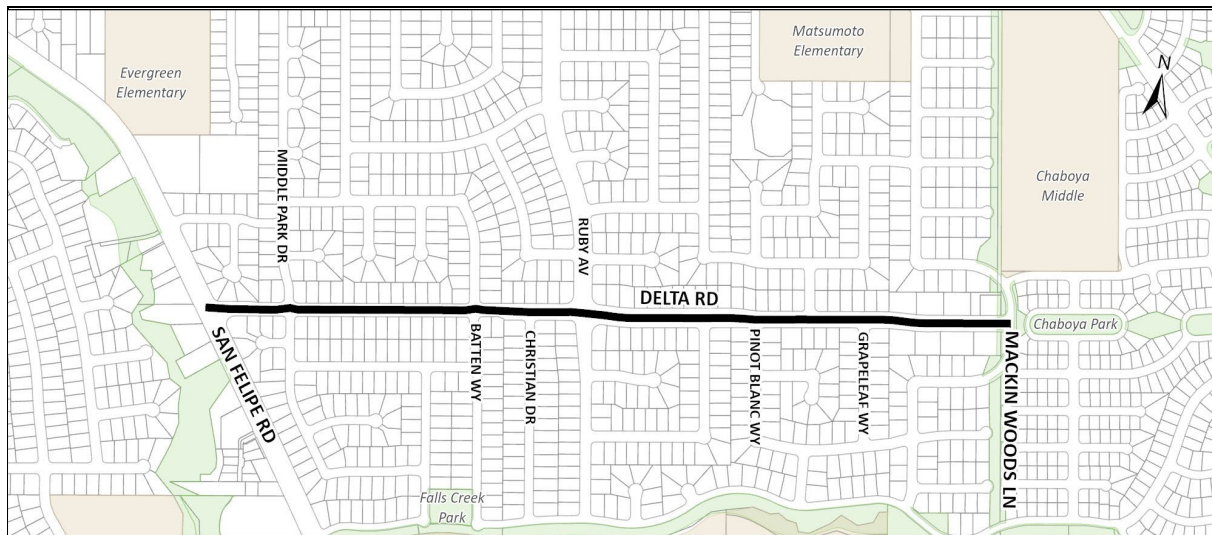 Evergreen
Elementary
Matsumoto
Elementary
N
MIDDLE PARK DR
Chaboya
Middle
RUBY AV
DELTA RD
SAN FELIPE RD
BATTEN WY
CHRISTIAN DR
PINOT BLANC WY
GRAPELEAF WY
MACKIN WOODS LN
Chaboya Park
Falls Creek
Park